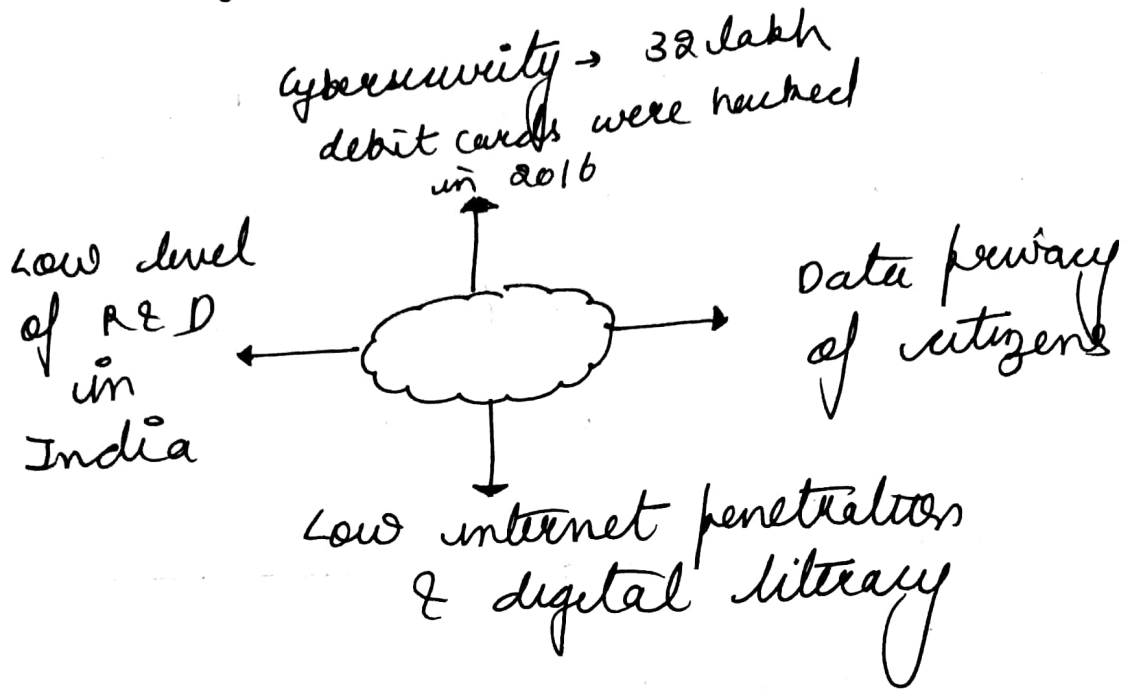 Cybersecurity → 32 lakh
debit cards were hacked
in 2016
Low level
of R&D
in
India
Data privacy
of citizens
Low internet penetration
& digital literacy